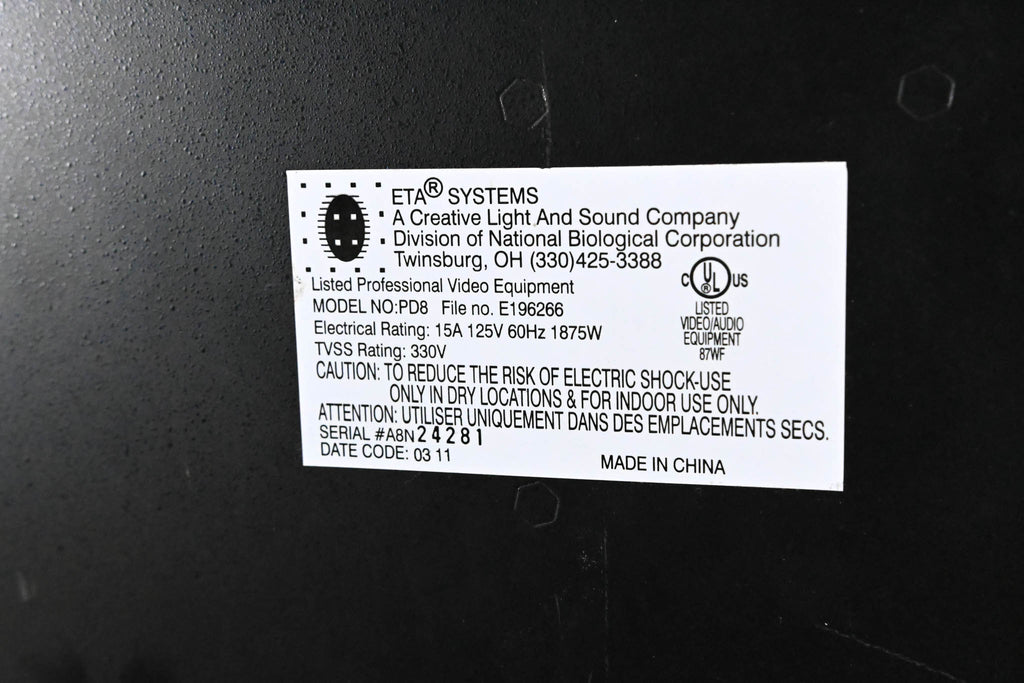 ETA® SYSTEMS
A Creative Light And Sound Company
Division of National Biological Corporation
Twinsburg, OH (330)425-3388
Listed Professional Video Equipment
MODEL NO:PD8 File no. E196266
Electrical Rating: 15A 125V 60Hz 1875W
TVSS Rating: 330V
C UL® US
LISTED
VIDEO/AUDIO
EQUIPMENT
87WF
CAUTION: TO REDUCE THE RISK OF ELECTRIC SHOCK-USE
ONLY IN DRY LOCATIONS & FOR INDOOR USE ONLY.
ATTENTION: UTILISER UNIQUEMENT DANS DES EMPLACEMENTS SECS.
SERIAL #A8N24281
DATE CODE: 03 11
MADE IN CHINA